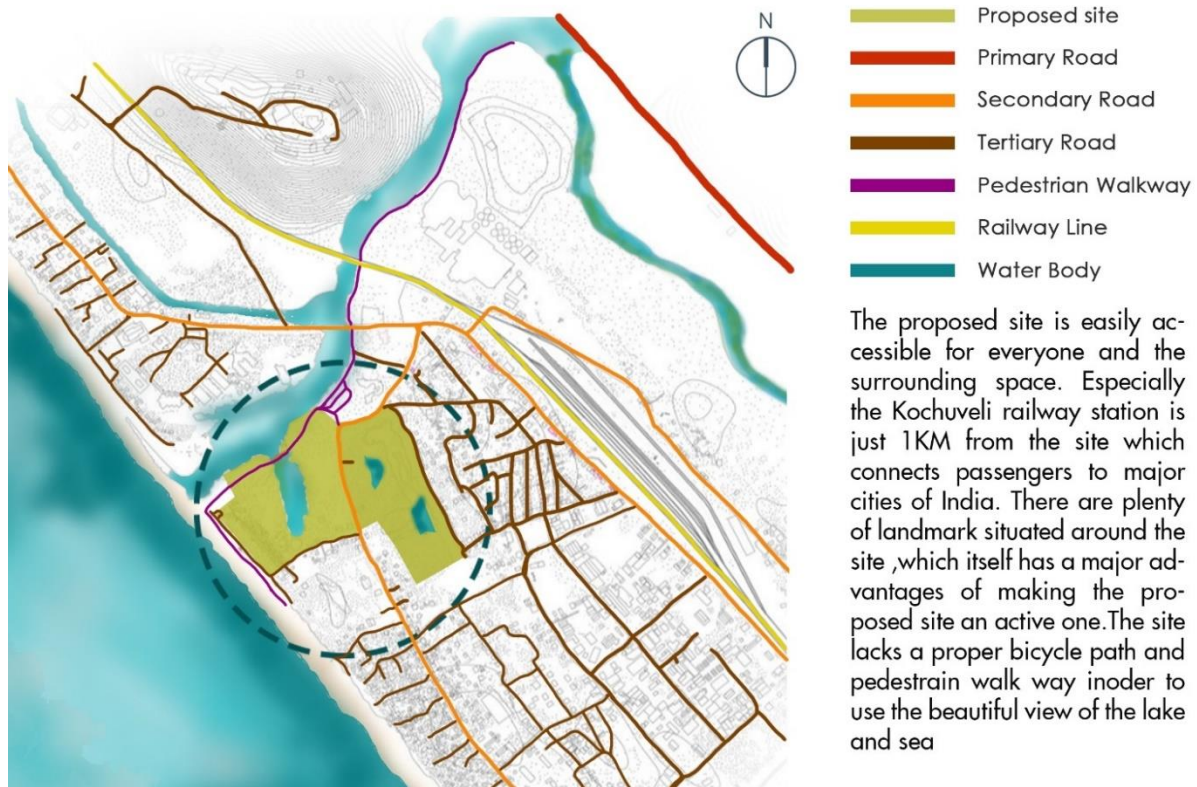 N
Proposed site
Primary Road
Secondary Road
Tertiary Road
Pedestrian Walkway
Railway Line
Water Body
The proposed site is easily ac-
cessible for everyone and the
surrounding space. Especially
the Kochuveli railway station is
just 1KM from the site which
connects passengers to major
cities of India. There are plenty
of landmark situated around the
site ,which itself has a major ad-
vantages of making the pro-
posed site an active one.The site
lacks a proper bicycle path and
pedestrain walk way inoder to
use the beautiful view of the lake
and sea